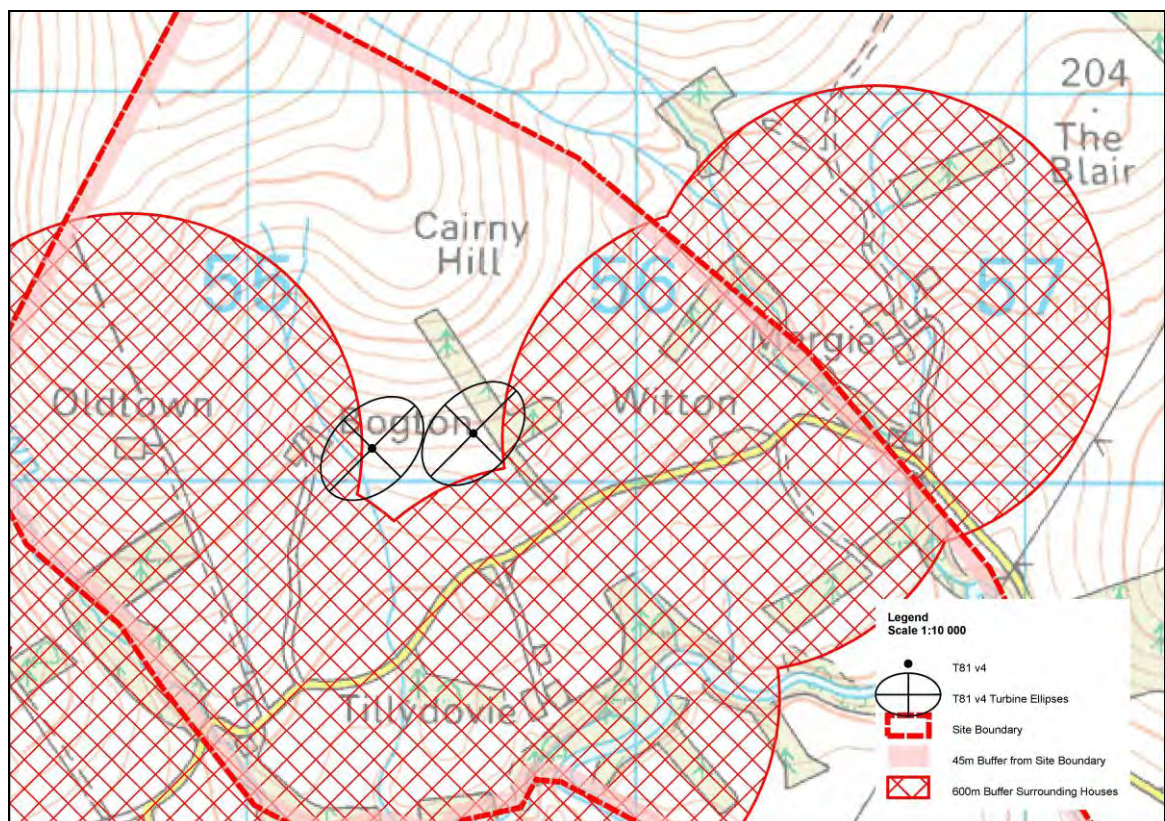 204
The
Blair
Cairny
Hill
55
56
57
Margie
Oldtown
Bogton
Witton
Tillydovie
Legend
Scale 1:10 000
T81 v4
T81 v4 Turbine Ellipses
Site Boundary
45m Buffer from Site Boundary
600m Buffer Surrounding Houses